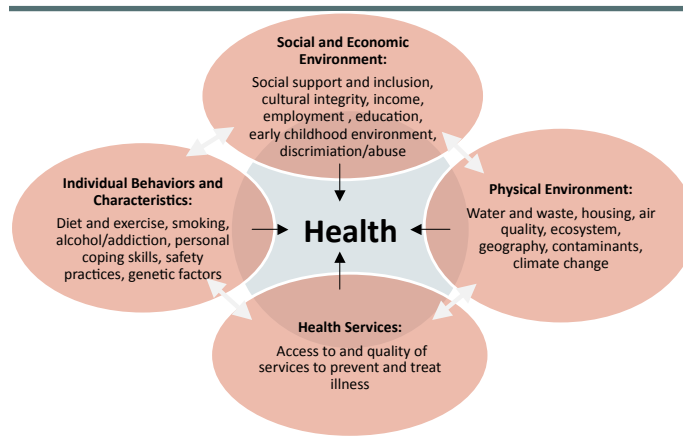 Social and Economic
Environment:
Social support and inclusion,
cultural integrity, income,
employment , education,
early childhood environment,
discrimiation/abuse
Individual Behaviors and
Characteristics:
Diet and exercise, smoking,
alcohol/addiction, personal
coping skills, safety
practices, genetic factors
Health
Physical Environment:
Water and waste, housing, air
quality, ecosystem,
geography, contaminants,
climate change
Health Services:
Access to and quality of
services to prevent and treat
illness